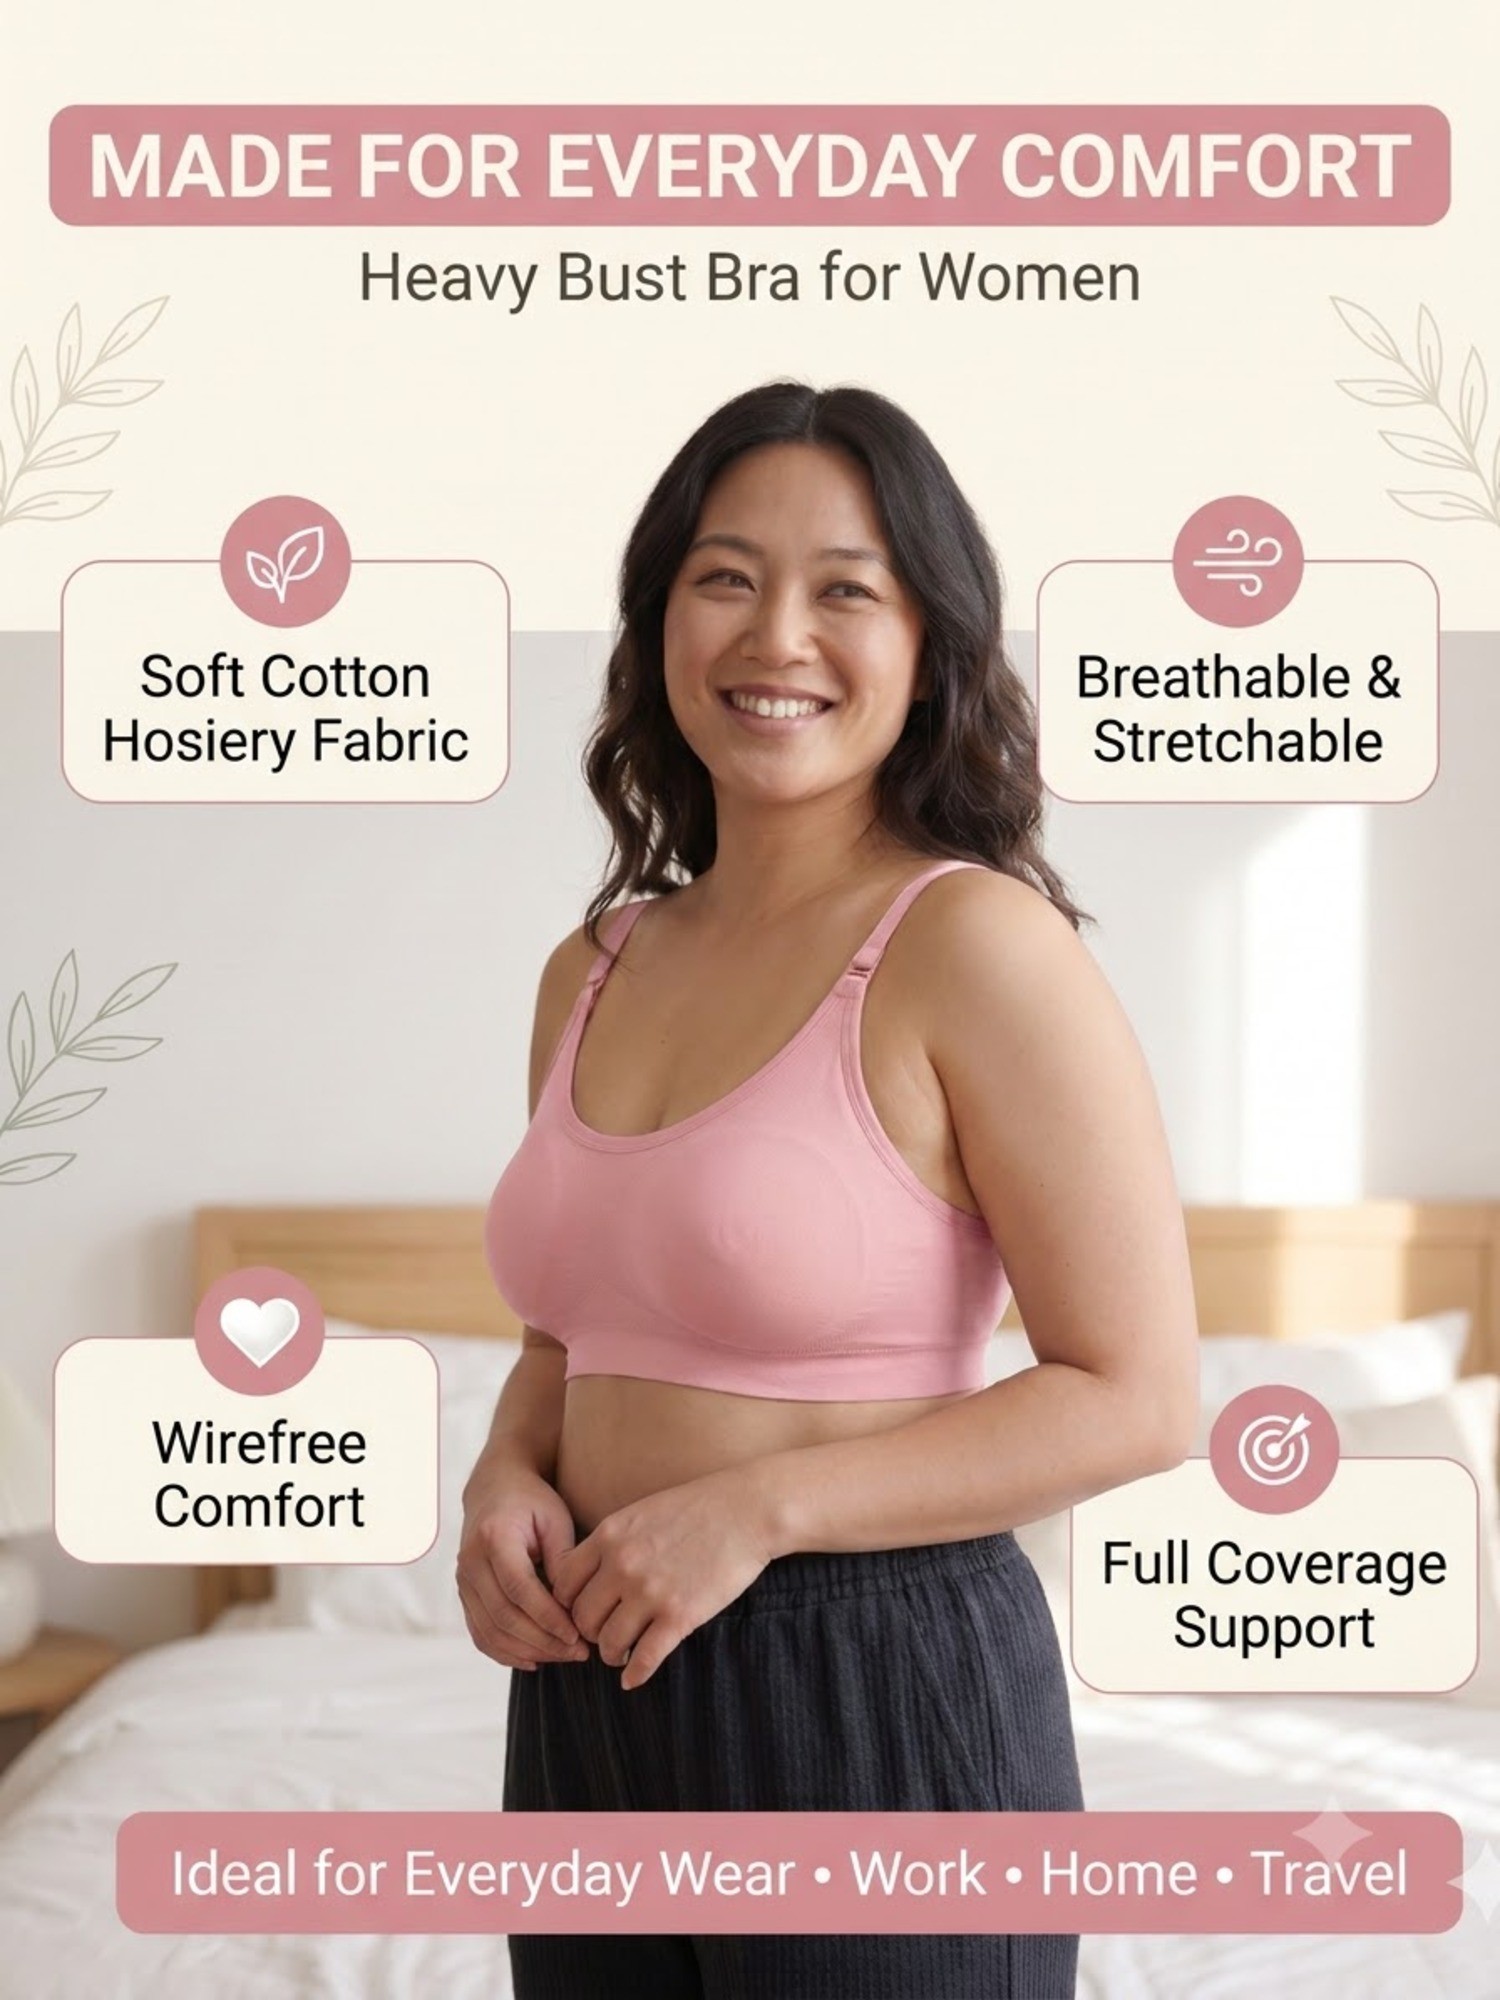 MADE FOR EVERYDAY COMFORT
Heavy Bust Bra for Women
Soft Cotton
Hosiery Fabric
Breathable &
Stretchable
Wirefree
Comfort
Full Coverage
Support
Ideal for Everyday Wear • Work • Home • Travel